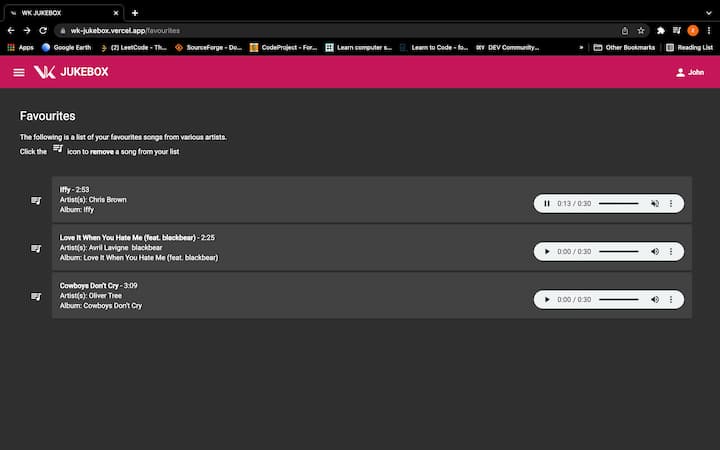 WK JUKEBOX
wk-jukebox.vercel.app/favourites
Apps
Google Earth
(2) LeetCode - Th...
SourceForge - Do...
CodeProject - For...
Learn computer s...
Learn to Code - fo...
DEV Community...
»
Other Bookmarks
Reading List
JUKEBOX
John
Favourites
The following is a list of your favourites songs from various artists.
Click the icon to remove a song from your list
Iffy - 2:53
Artist(s): Chris Brown
Album: Iffy
0:13 / 0:30
Love It When You Hate Me (feat. blackbear) - 2:25
Artist(s): Avril Lavigne blackbear
Album: Love It When You Hate Me (feat. blackbear)
0:00 / 0:30
Cowboys Don't Cry - 3:09
Artist(s): Oliver Tree
Album: Cowboys Don't Cry
0:00 / 0:30